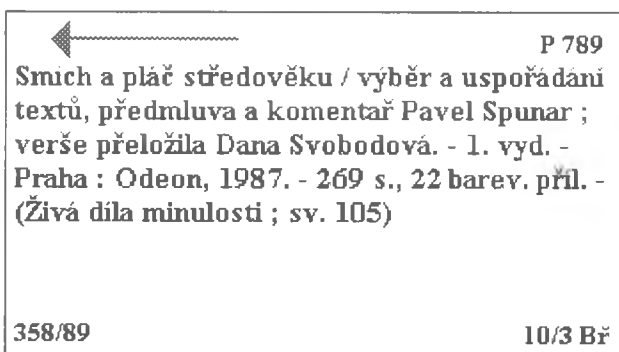 P 789
Smích a pláč středověku / výběr a uspořádání
textů, předmluva a komentař Pavel Spunar ;
verše přeložila Dana Svobodová. - 1. vyd. -
Praha : Odeon, 1987. - 269 s., 22 barev. příl. -
(Živá díla minulosti ; sv. 105)
358/89
10/3 Bř